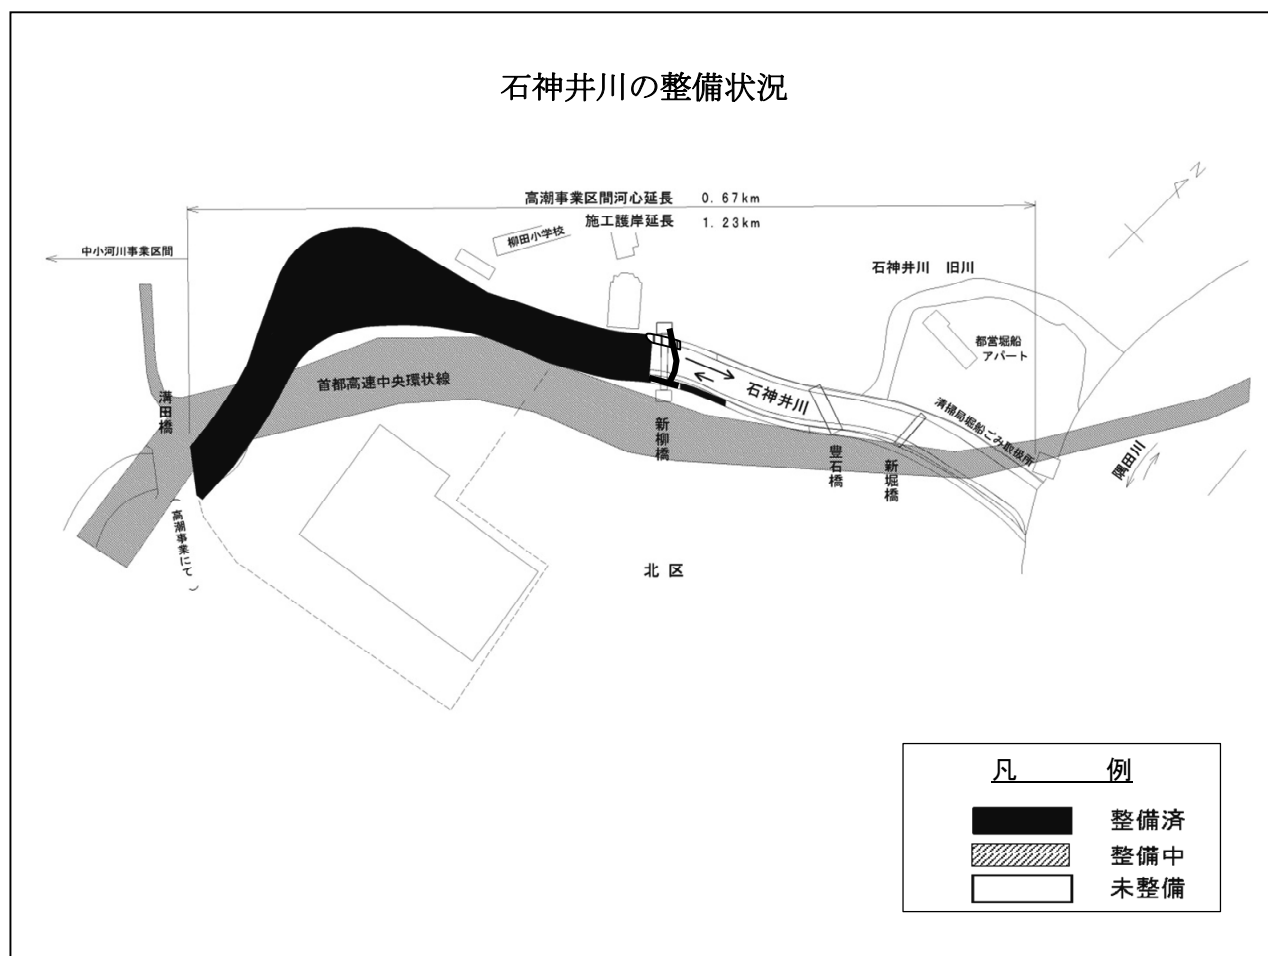 石神井川の整備状況
高潮事業区間河心延長 0.67km
施工護岸延長 1.23km
中小河川事業区間
柳田小学校
N
石神井川 旧川
都営堀船
アパート
首都高速中央環状線
溝田橋
石神井川
清掃局堀船ごみ取扱所
新柳橋
豊石橋
新堀橋
隅田川
(高潮事業にて)
北区
凡例
整備済
整備中
未整備